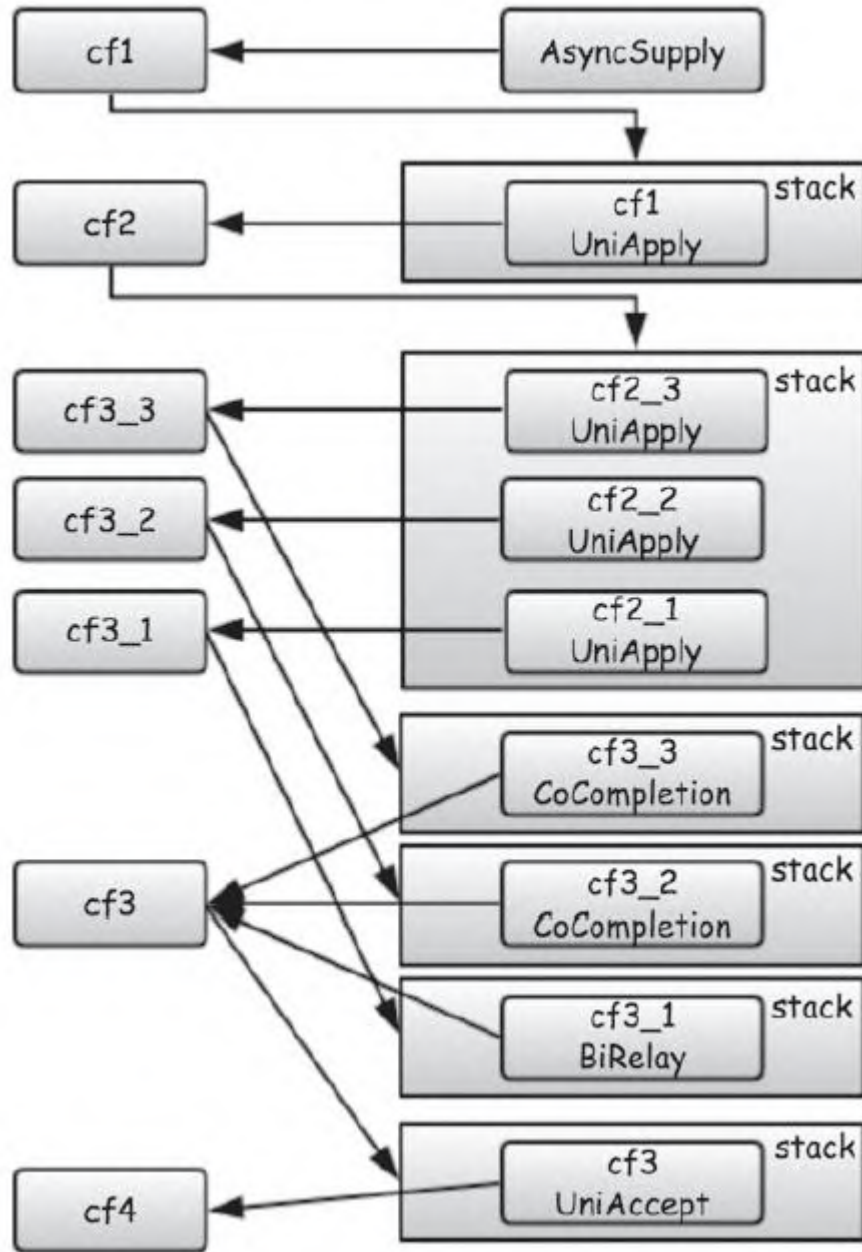 cf1
AsyncSupply
stack
cf1
UniApply
cf2
stack
cf2_3
UniApply
cf3_3
cf2_2
UniApply
cf3_2
cf2_1
UniApply
cf3_1
stack
cf3_3
CoCompletion
stack
cf3_2
CoCompletion
cf3
stack
cf3_1
BiRelay
stack
cf3
UniAccept
cf4